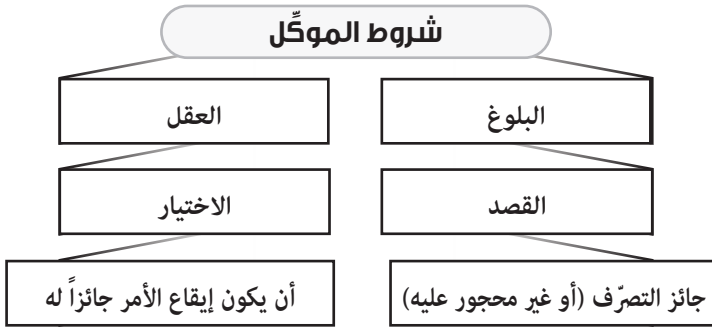 شروط الموكِّل
البلوغ
العقل
القصد
الاختيار
جائز التصرّف (أو غير محجور عليه)
أن يكون إيقاع الأمر جائزاً له